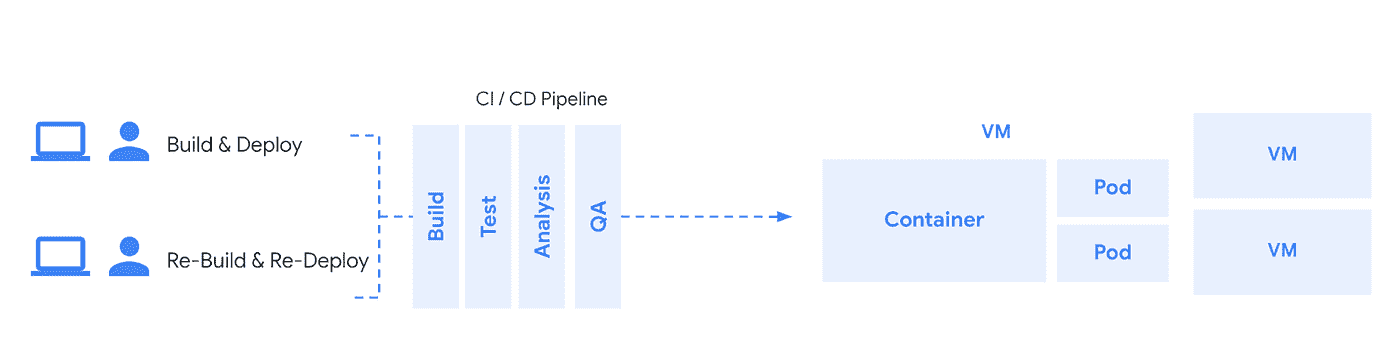 CI / CD Pipeline
Build & Deploy
Re-Build & Re-Deploy
Build
Test
Analysis
QA
VM
Container
Pod
Pod
VM
VM